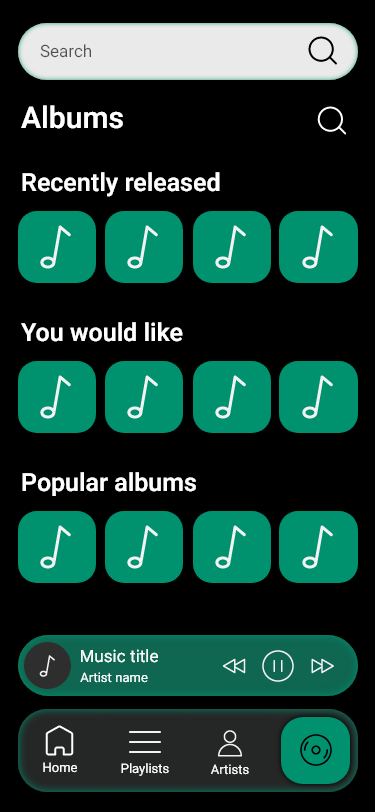 Search
Albums
Recently released
You would like
Popular albums
Music title
Artist name
Home
Playlists
Artists